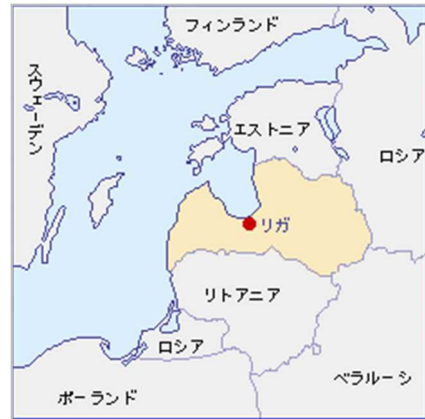 フィンランド
スウェーデン
エストニア
ロシア
リガ
リトアニア
ロシア
ベラルーシ
ポーランド